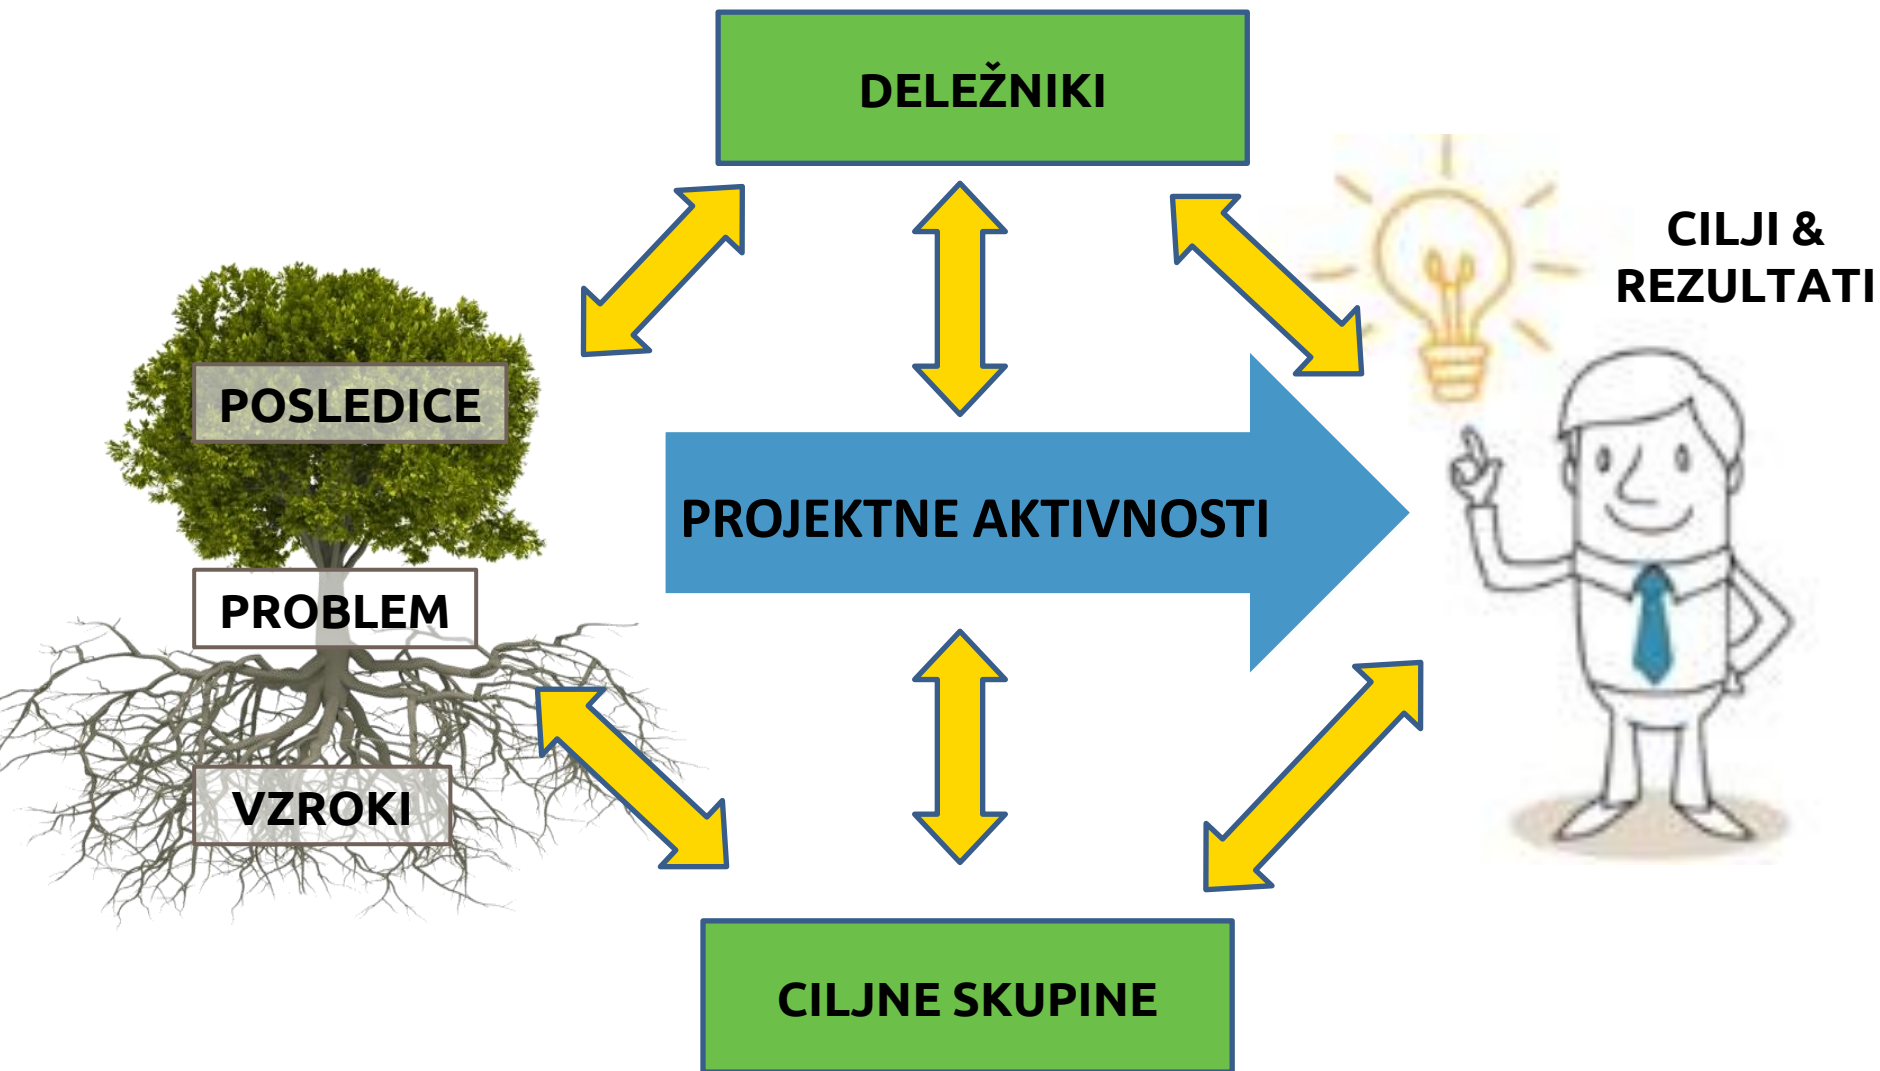 DELEŽNIKI
CILJI &
REZULTATI
POSLEDICE
PROJEKTNE AKTIVNOSTI
PROBLEM
VZROKI
CILJNE SKUPINE